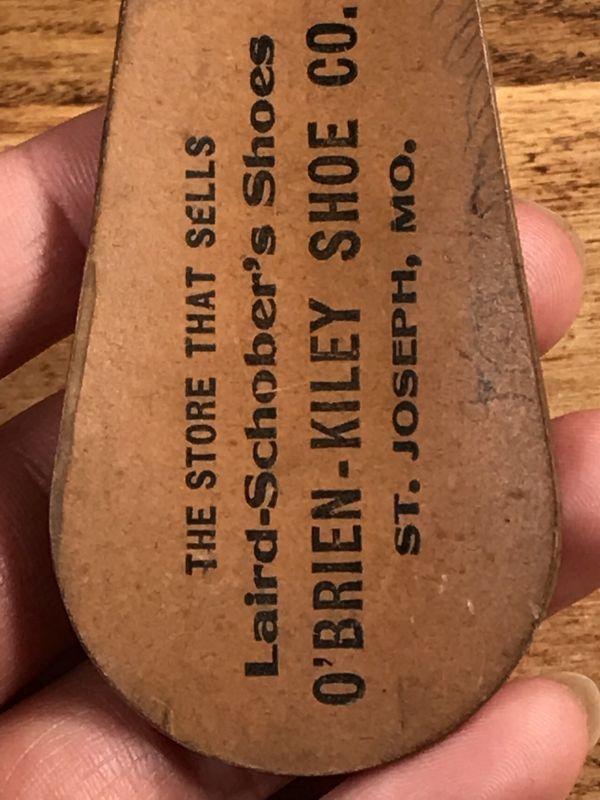 THE STORE THAT SELLS
Laird-Schober's Shoes
O'BRIEN-KILEY SHOE CO.
ST. JOSEPH, MO.